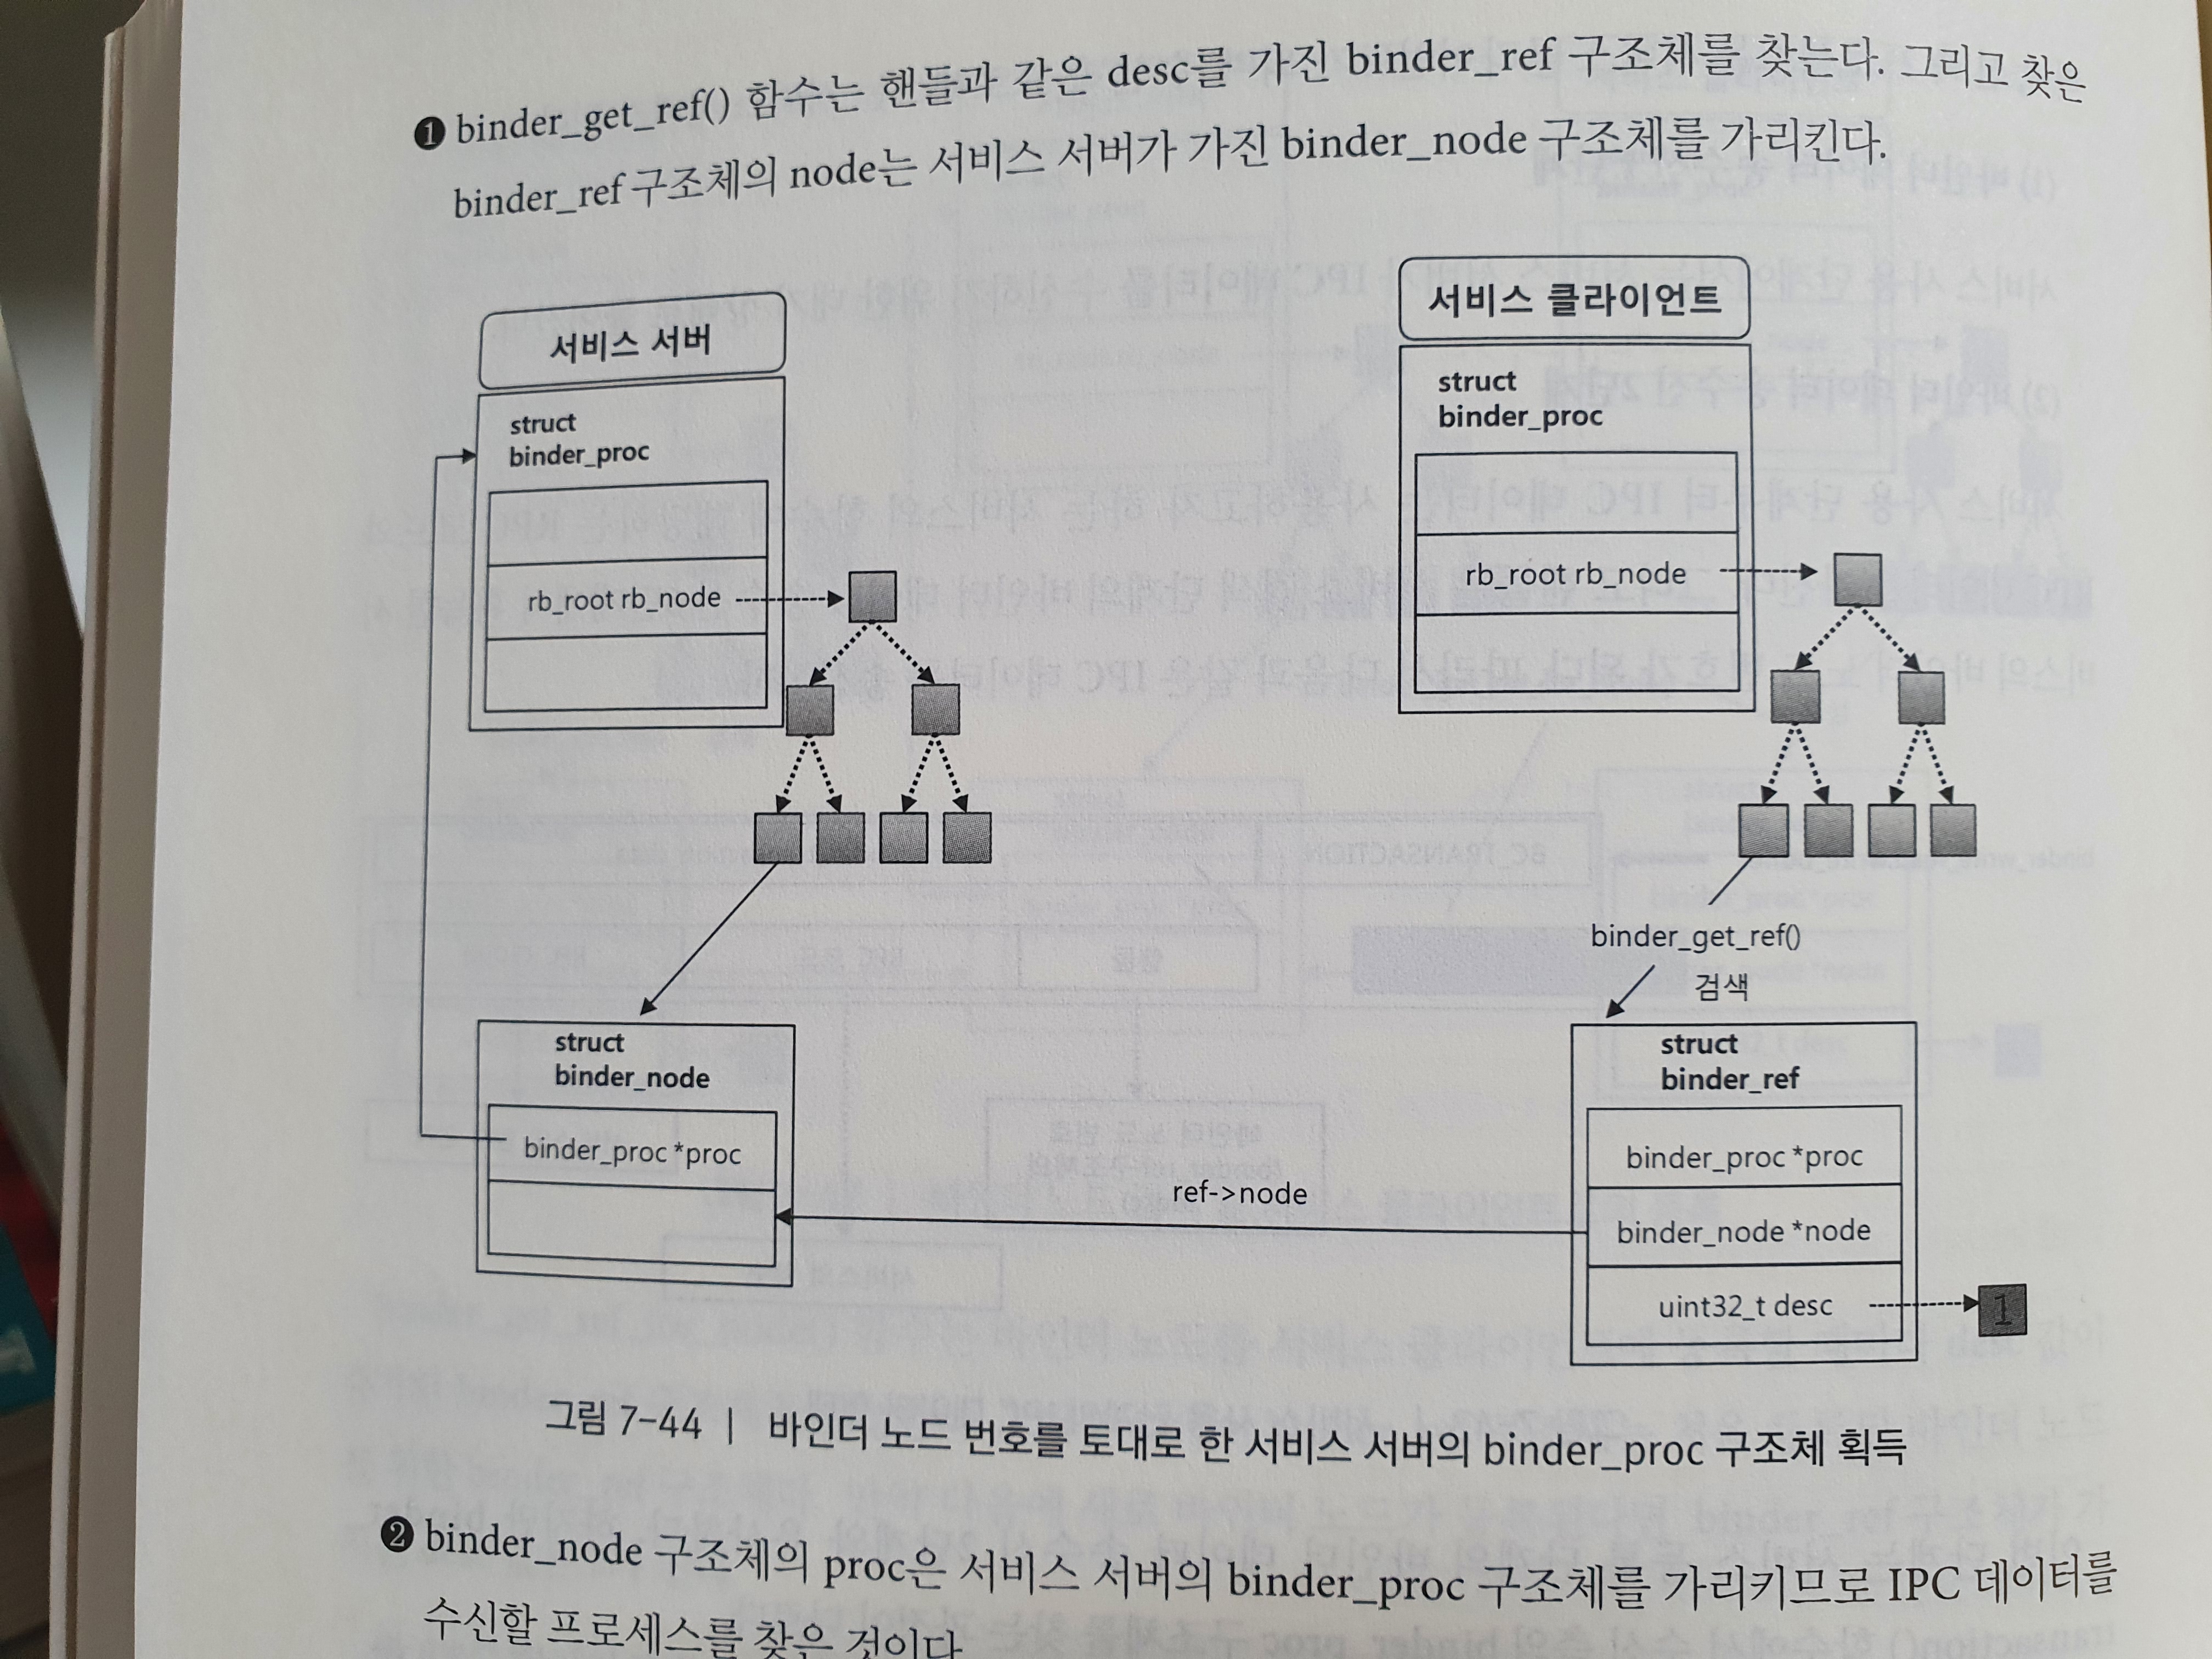 ❶ binder_get_ref() 함수는 핸들과 같은 desc를 가진 binder_ref 구조체를 찾는다. 그리고 찾은
binder_ref 구조체의 node는 서비스 서버가 가진 binder_node 구조체를 가리킨다.
서비스 서버
struct
binder_proc
rb_root rb_node
서비스 클라이언트
struct
binder_proc
rb_root rb_node
binder_get_ref()
검색
struct
binder_node
binder_proc *proc
ref->node
struct
binder_ref
binder_proc *proc
binder_node *node
uint32_t desc
1
그림 7-44 | 바인더 노드 번호를 토대로 한 서비스 서버의 binder_proc 구조체 획득
❷ binder_node 구조체의 proc은 서비스 서버의 binder_proc 구조체를 가리키므로 IPC 데이터를
수신할 프로세스를 찾은 것이다